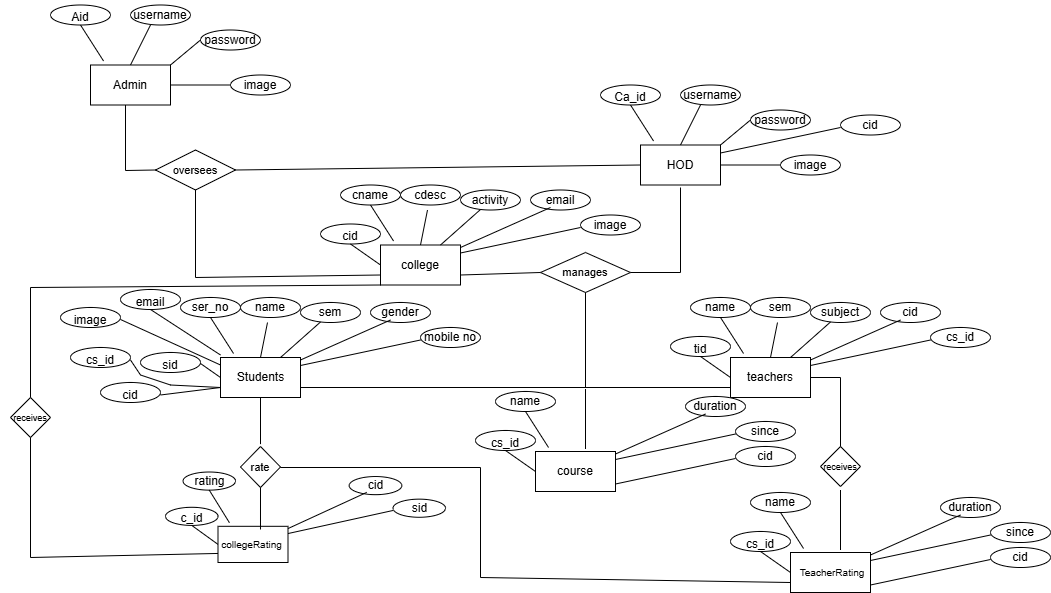 Aid
username
password
Admin
image
Ca_id
username
password
cid
HOD
image
oversees
cname
cdesc
activity
email
image
cid
college
manages
email
ser_no
name
sem
gender
mobile no
image
cs_id
sid
cid
Students
name
sem
subject
cid
cs_id
tid
teachers
receives
name
duration
since
cs_id
cid
course
rate
receives
rating
cid
sid
c_id
collegeRating
name
duration
since
cs_id
cid
TeacherRating